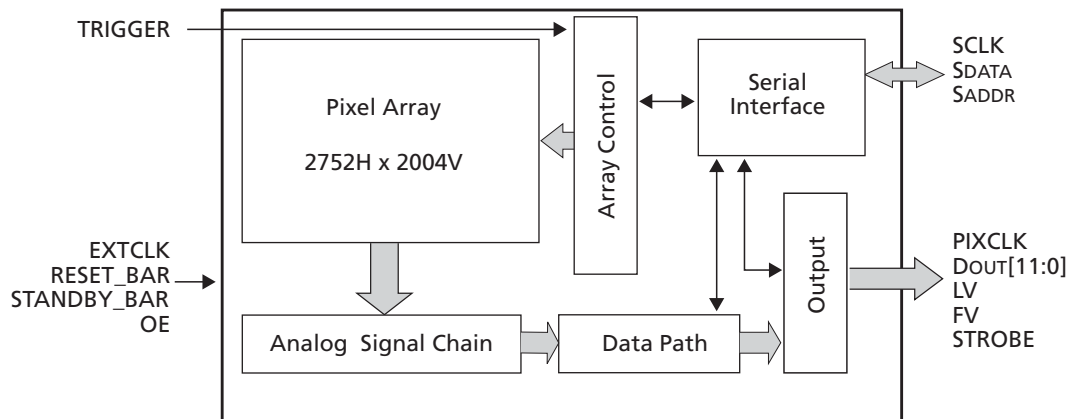 TRIGGER
Pixel Array
2752H x 2004V
Array Control
Serial
Interface
SCLK
SDATA
SADDR
EXTCLK
RESET_BAR
STANDBY_BAR
OE
Analog Signal Chain
Data Path
Output
PIXCLK
DOUT[11:0]
LV
FV
STROBE